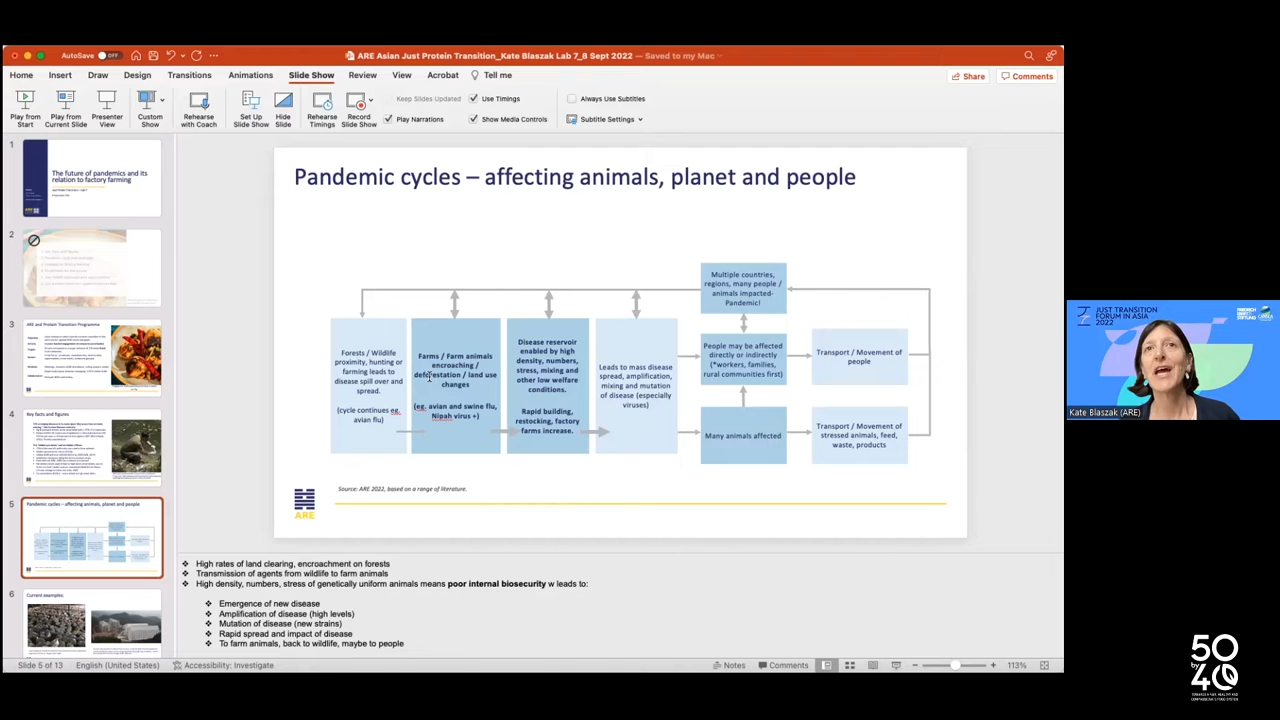 AutoSave OFF
ARE Asian Just Protein Transition_Kate Blaszak Lab 7_8 Sept 2022 — Saved to my Mac
Home Insert Draw Design Transitions Animations Slide Show Review View Acrobat Tell me
Share Comments
Play from Start
Play from Current Slide
Presenter View
Custom Show
Rehearse with Coach
Set Up Slide Show
Hide Slide
Rehearse Timings
Record Slide Show
Keep Slides Updated
Use Timings
Play Narrations
Show Media Controls
Always Use Subtitles
Subtitle Settings
1
The future of pandemics and its
relation to factory farming
2
3
ARE and Protein Transition Programme
4
Key facts and figures
5
Pandemic cycles – affecting animals, planet and people
6
Current examples:
Pandemic cycles – affecting animals, planet and people
Forests / Wildlife
proximity, hunting or
farming leads to
disease spill over and
spread.
(cycle continues eg.
avian flu)
Farms / Farm animals
encroaching /
deforestation / land use
changes
(eg. avian and swine flu,
Nipah virus +)
Disease reservoir
enabled by high
density, numbers,
stress, mixing and
other low welfare
conditions.
Rapid building,
restocking, factory
farms increase.
Leads to mass disease
spread, amplification,
mixing and mutation
of disease (especially
viruses)
Multiple countries,
regions, many people /
animals impacted-
Pandemic!
People may be affected
directly or indirectly
(*workers, families,
rural communities first)
Many animals affected
Transport / Movement of
people
Transport / Movement of
stressed animals, feed,
waste, products
Source: ARE 2022, based on a range of literature.
ARE
High rates of land clearing, encroachment on forests
Transmission of agents from wildlife to farm animals
High density, numbers, stress of genetically uniform animals means poor internal biosecurity w leads to:
Emergence of new disease
Amplification of disease (high levels)
Mutation of disease (new strains)
Rapid spread and impact of disease
To farm animals, back to wildlife, maybe to people
Slide 5 of 13 English (United States) Accessibility: Investigate
Notes Comments 113%
JUST TRANSITION
FORUM IN ASIA
2022
Kate Blaszak (ARE)
50
by
40